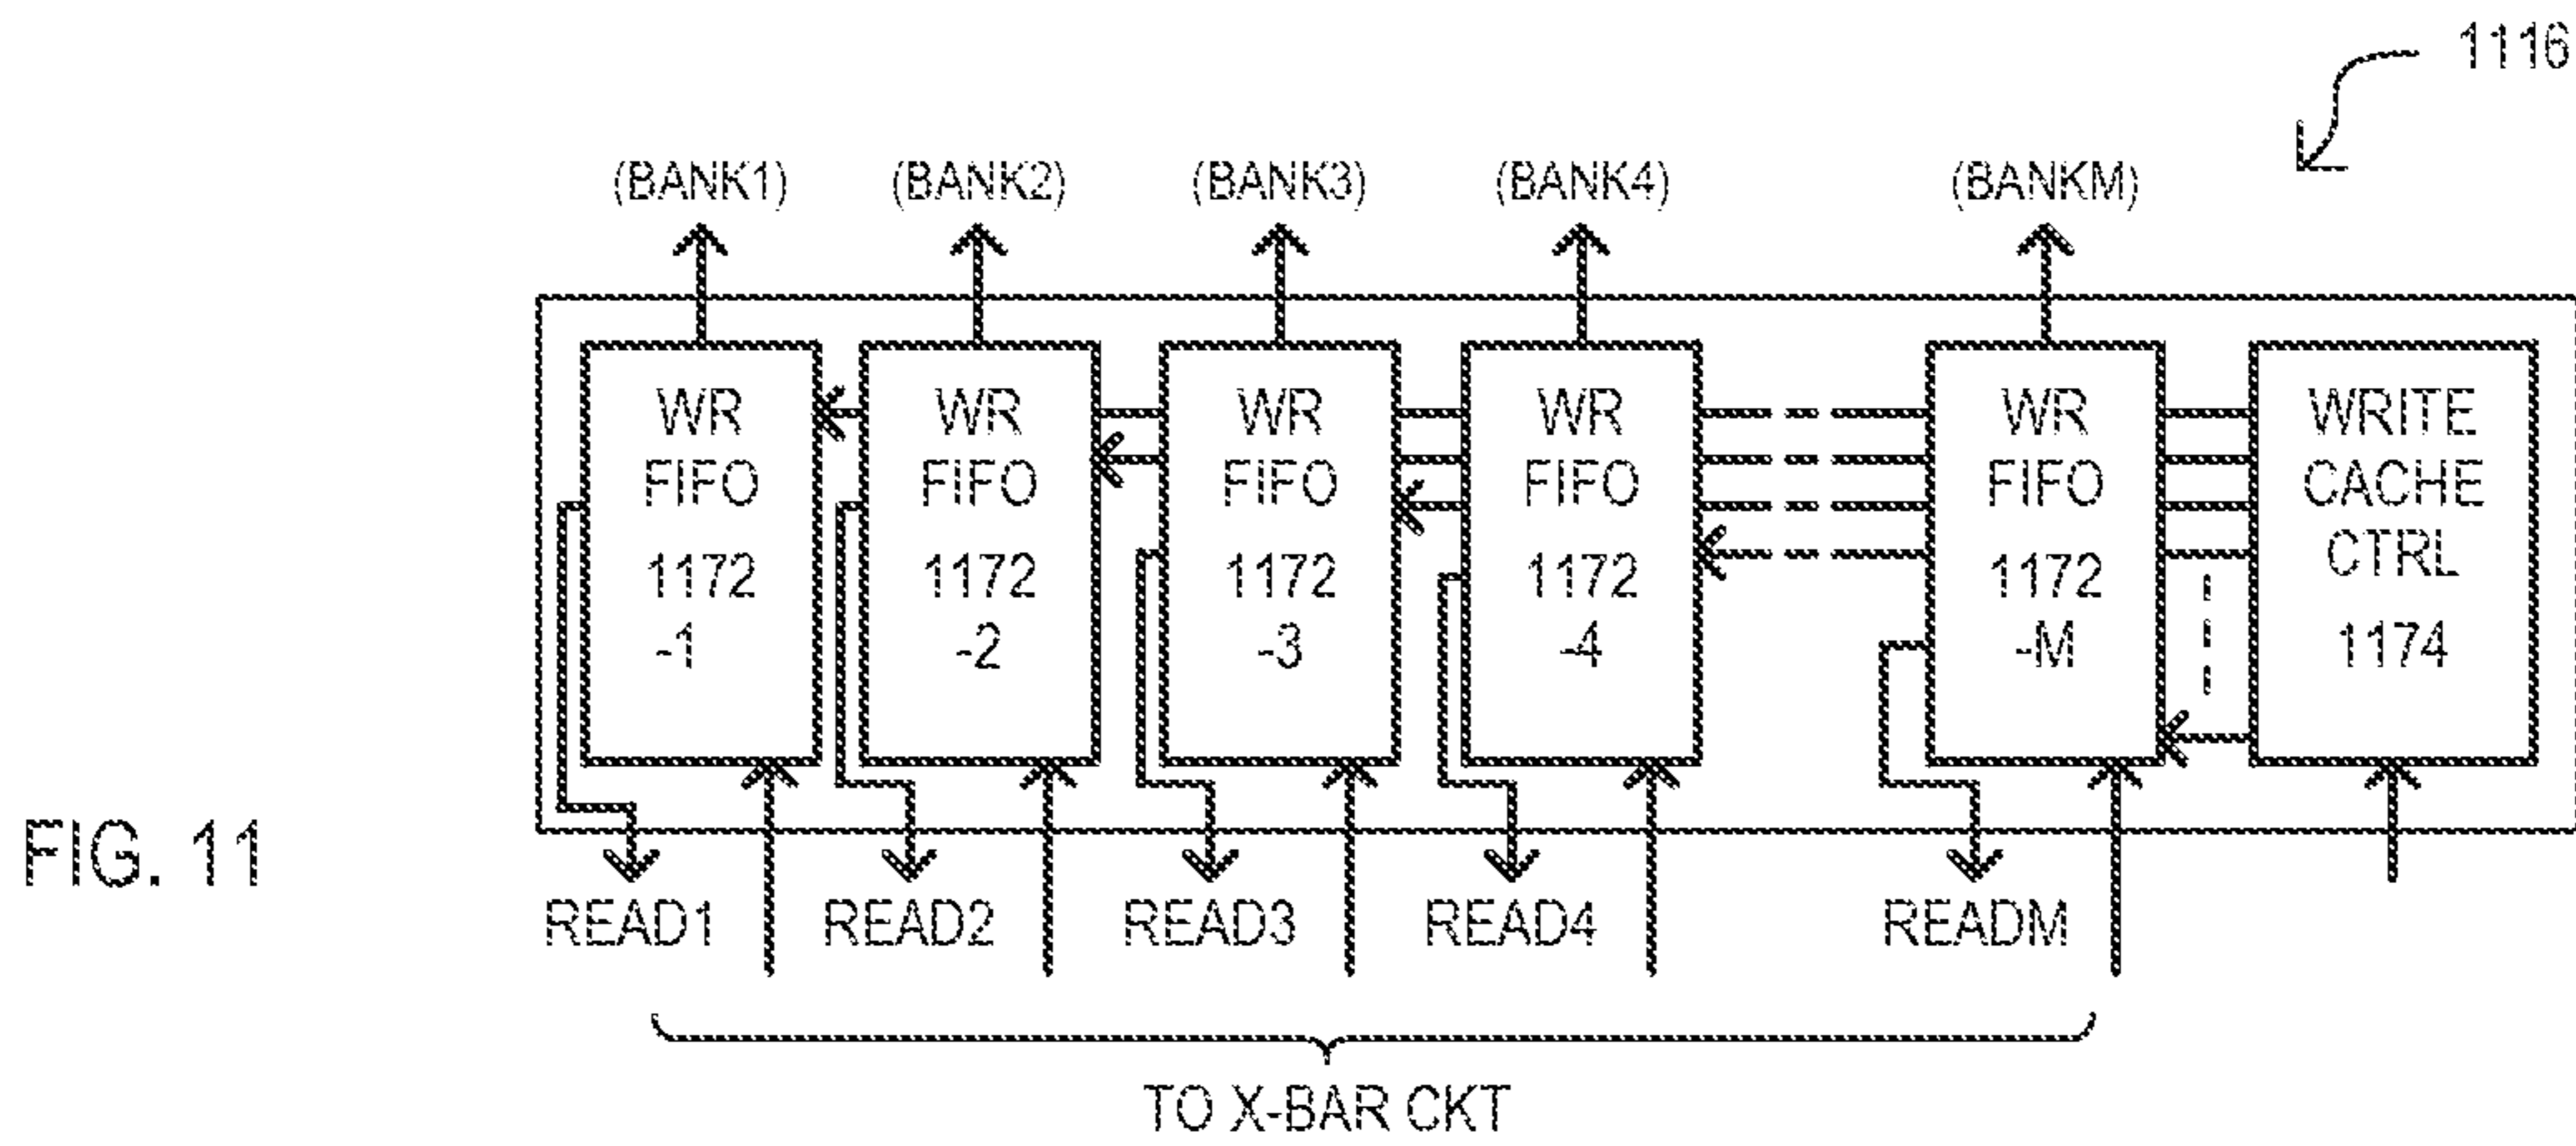 1116
(BANK1) (BANK2) (BANK3) (BANK4) (BANKM)
WR WR WR WR WR WRITE
FIFO FIFO FIFO FIFO FIFO CACHE
CTRL
1172 1172 1172 1172 1172
-1 -2 -3 -4 -M 1174
FIG. 11
READ1 READ2 READ3 READ4 READM
TO X-BAR CKT